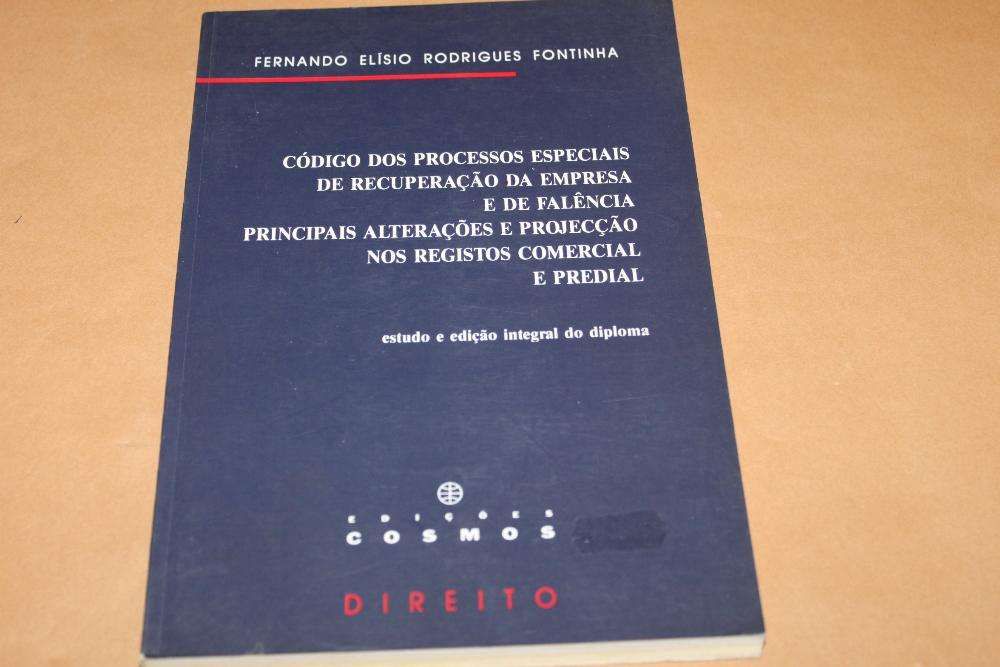 FERNANDO ELÍSIO RODRIGUES FONTINHA
CÓDIGO DOS PROCESSOS ESPECIAIS
DE RECUPERAÇÃO DA EMPRESA
E DE FALÊNCIA
PRINCIPAIS ALTERAÇÕES E PROJECÇÃO
NOS REGISTOS COMERCIAL
E PREDIAL
estudo e edição integral do diploma
EDIÇÕES
COSMOS
DIREITO